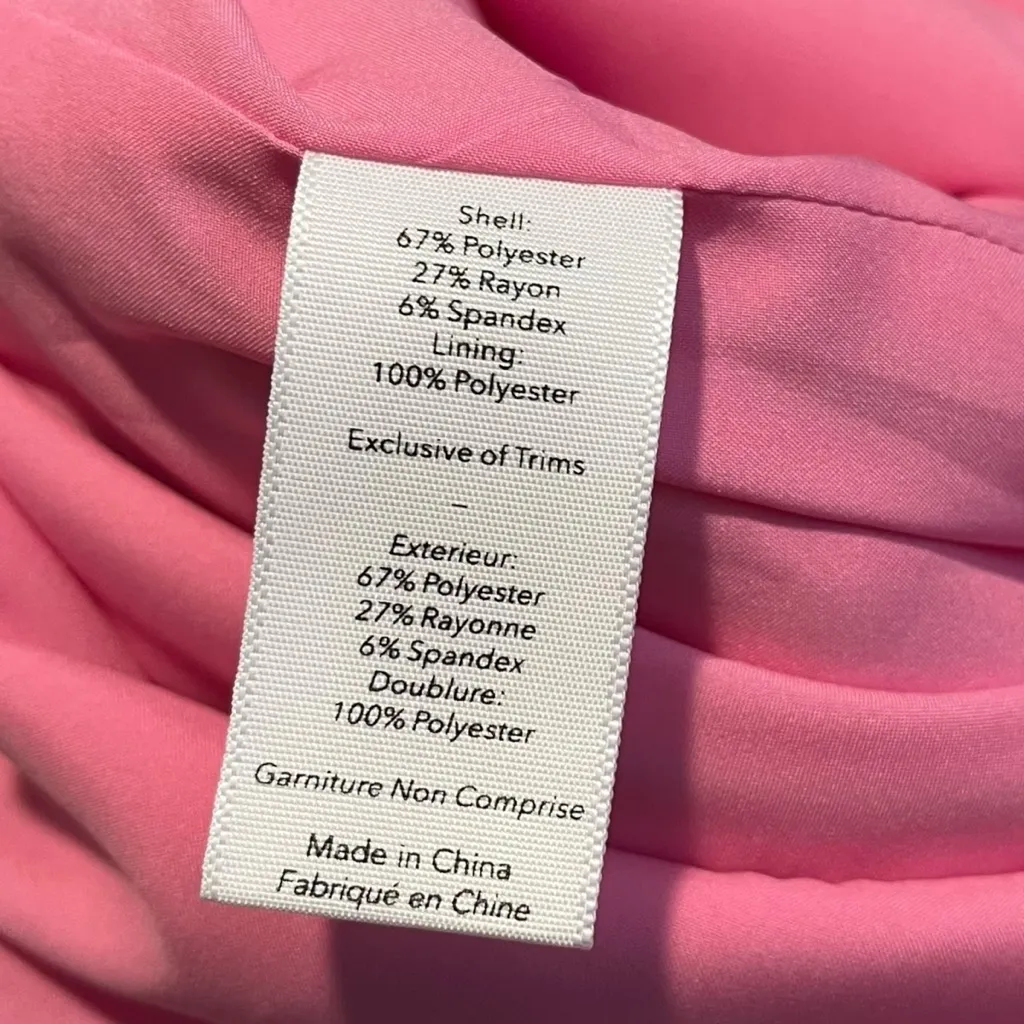 Shell:
67% Polyester
27% Rayon
6% Spandex
Lining:
100% Polyester
Exclusive of Trims
–
Exterieur:
67% Polyester
27% Rayonne
6% Spandex
Doublure:
100% Polyester
Garniture Non Comprise
Made in China
Fabriqué en Chine